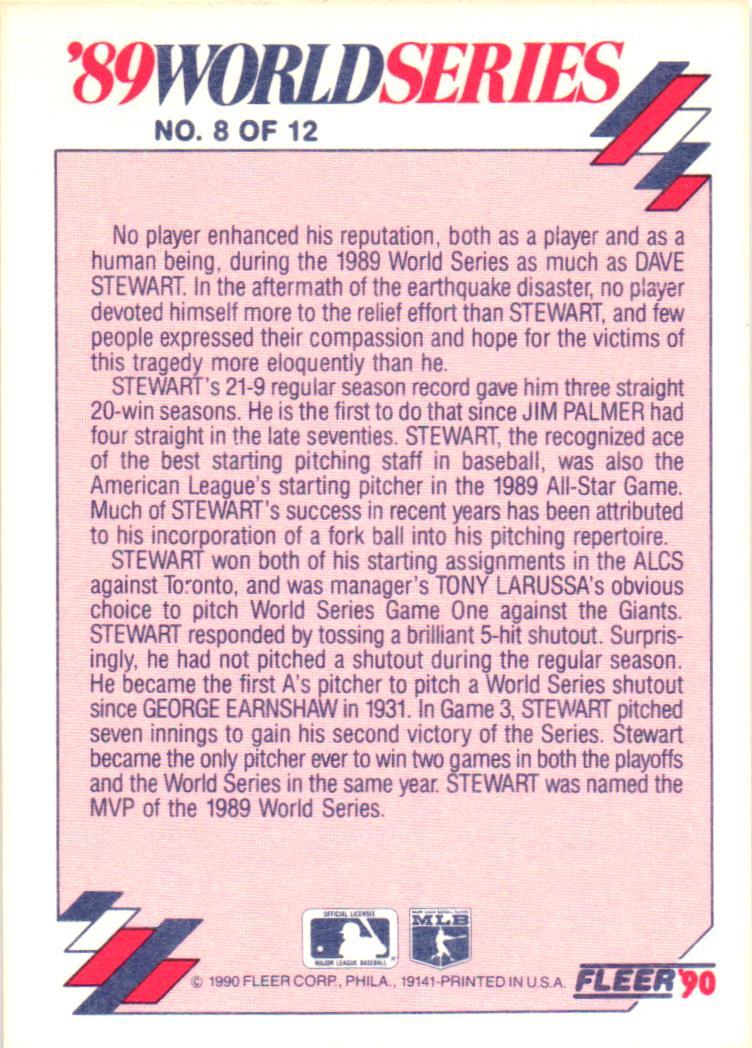 '89WORLDSERIES
NO. 8 OF 12
No player enhanced his reputation, both as a player and as a
human being, during the 1989 World Series as much as DAVE
STEWART. In the aftermath of the earthquake disaster, no player
devoted himself more to the relief effort than STEWART, and few
people expressed their compassion and hope for the victims of
this tragedy more eloquently than he.
STEWART's 21-9 regular season record gave him three straight
20-win seasons. He is the first to do that since JIM PALMER had
four straight in the late seventies. STEWART, the recognized ace
of the best starting pitching staff in baseball, was also the
American League's starting pitcher in the 1989 All-Star Game.
Much of STEWART's success in recent years has been attributed
to his incorporation of a fork ball into his pitching repertoire.
STEWART won both of his starting assignments in the ALCS
against Toronto, and was manager's TONY LARUSSA's obvious
choice to pitch World Series Game One against the Giants.
STEWART responded by tossing a brilliant 5-hit shutout. Surpris-
ingly, he had not pitched a shutout during the regular season.
He became the first A's pitcher to pitch a World Series shutout
since GEORGE EARNSHAW in 1931. In Game 3, STEWART pitched
seven innings to gain his second victory of the Series. Stewart
became the only pitcher ever to win two games in both the playoffs
and the World Series in the same year. STEWART was named the
MVP of the 1989 World Series.
OFFICIAL LICENSEE
MAJOR LEAGUE BASEBALL
MAJOR LEAGUE BASEBALL PLAYERS
MLB
© 1990 FLEER CORP., PHILA., 19141-PRINTED IN U.S.A.
FLEER '90